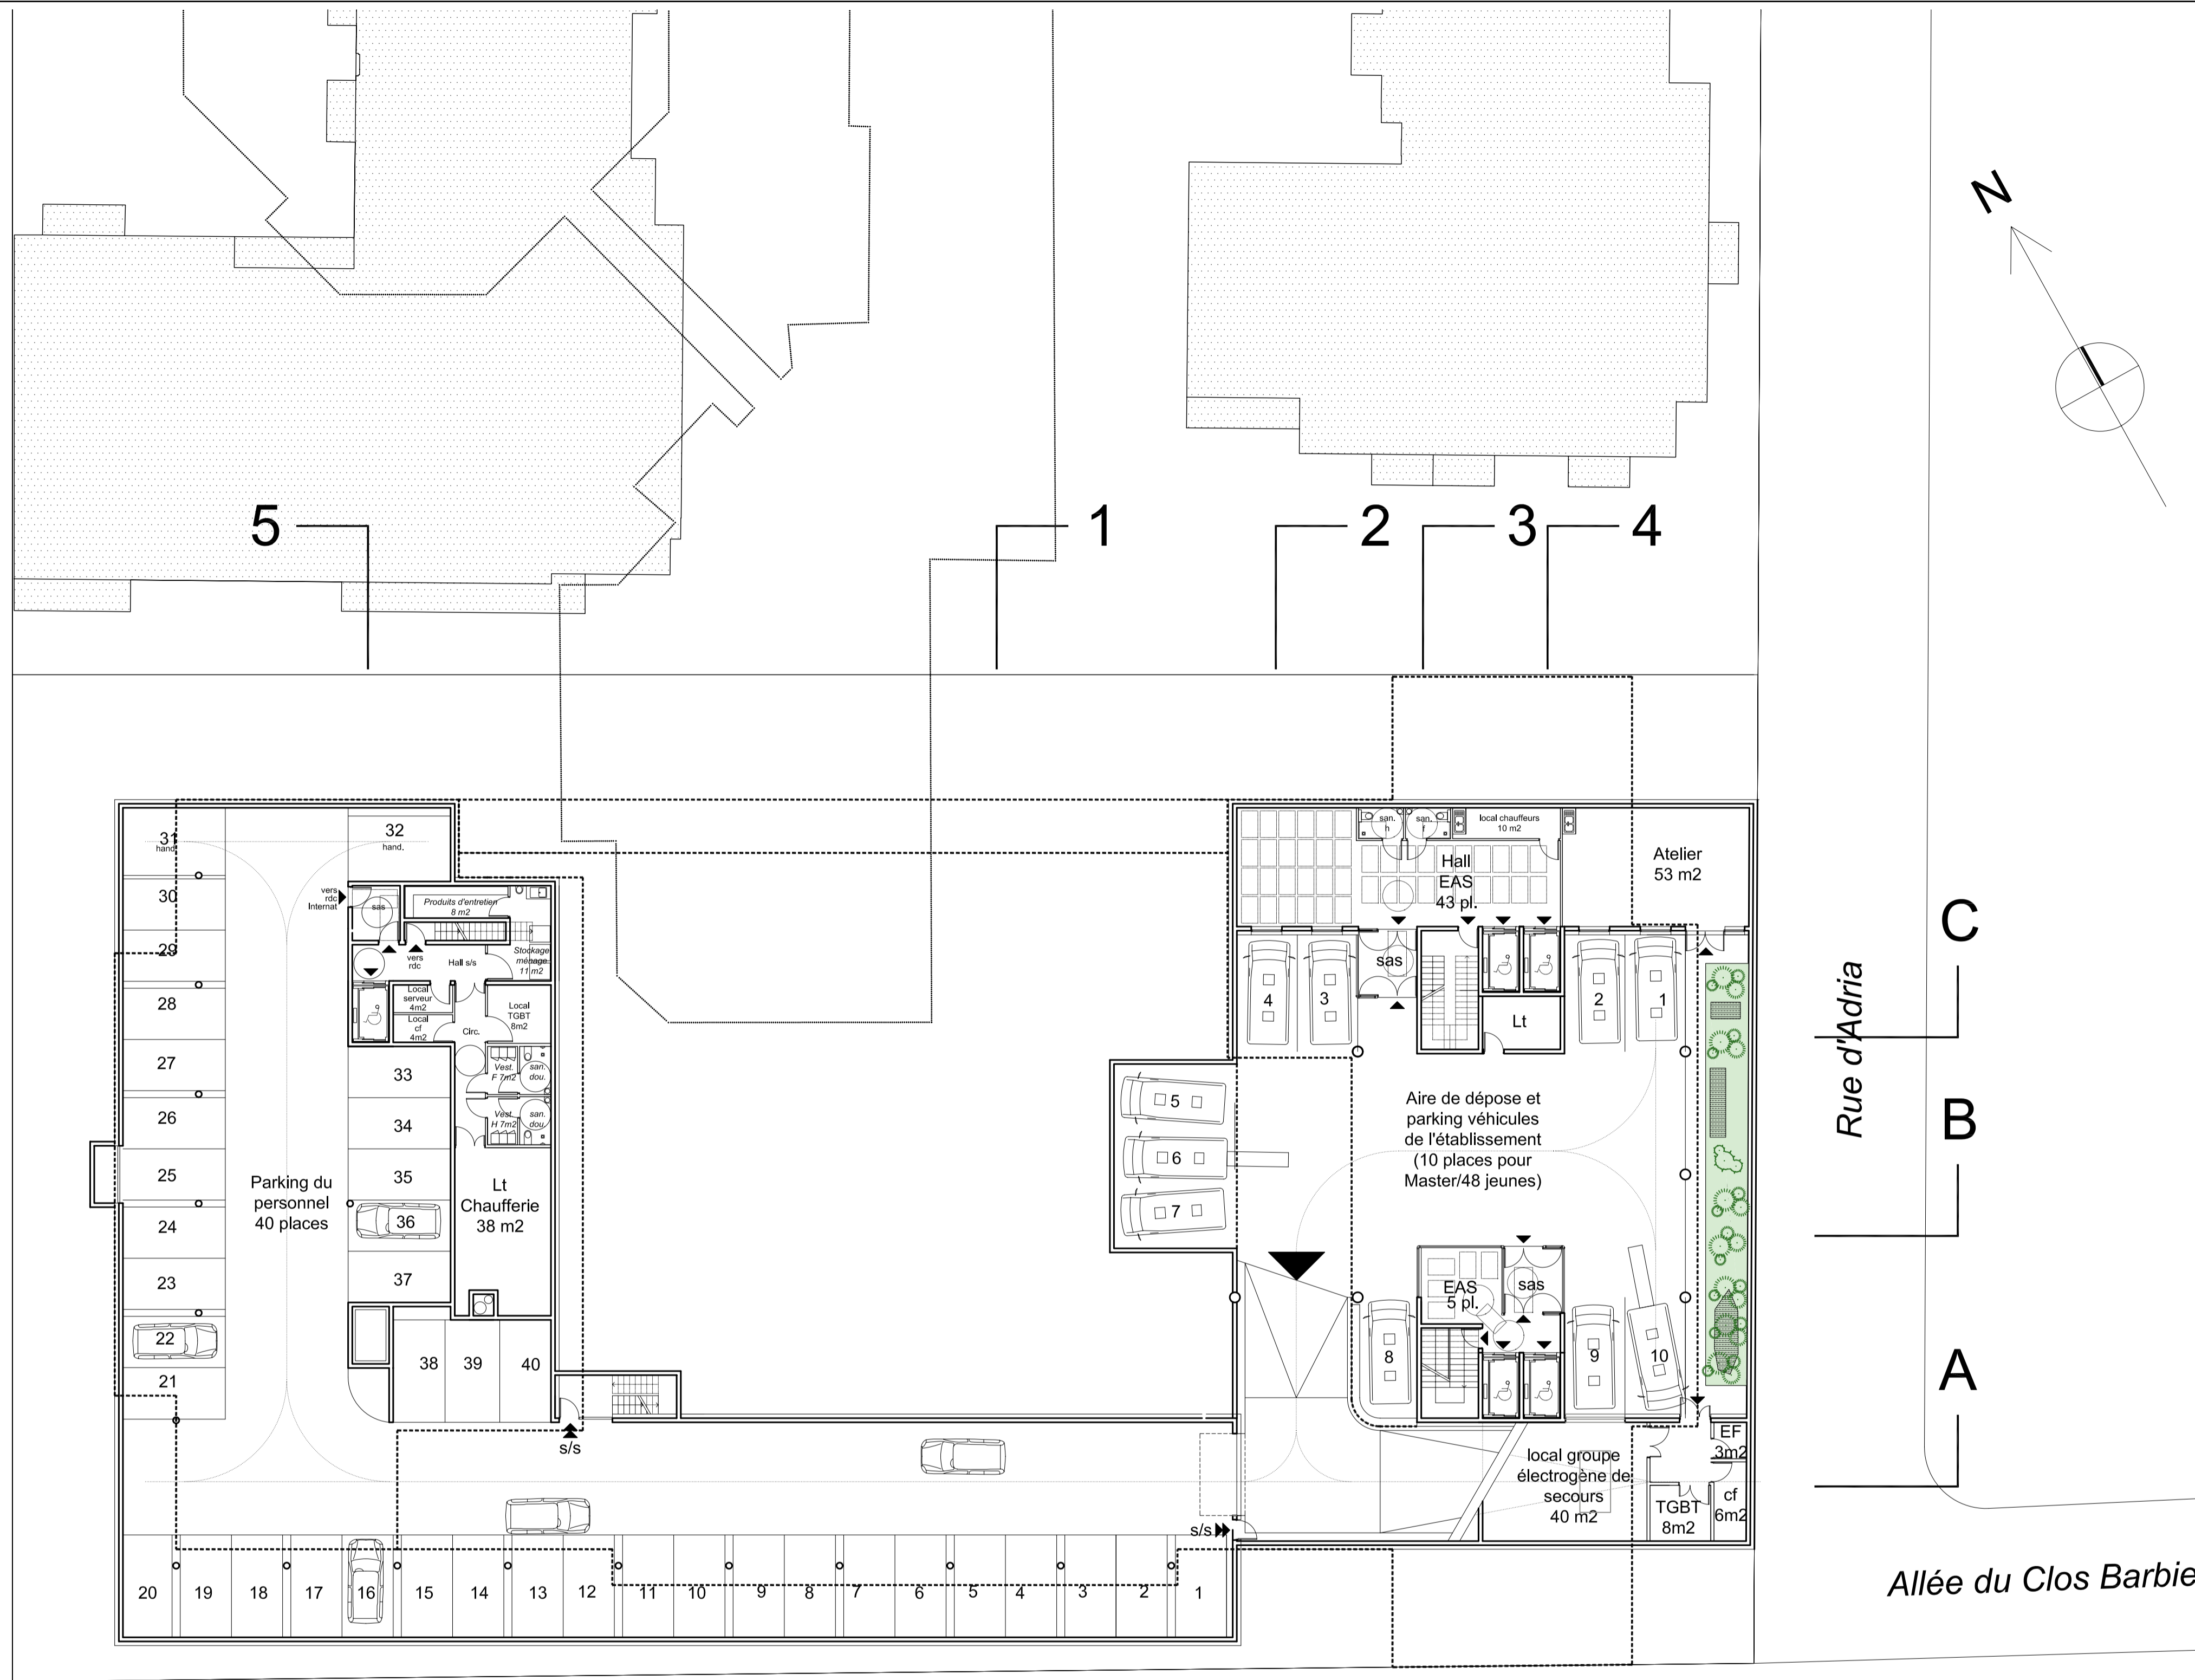 N
5
1
2
3
4
C
B
A
Rue d'Adria
Allée du Clos Barbie
31
hand.
32
hand.
30
29
28
27
26
25
24
23
22
21
vers
rdc
Internat
sas
Produits d'entretien
8 m2
vers
rdc
Hall s/s
Stockage
ménage
11 m2
Local
serveur
4m2
Local
cf
4m2
Local
TGBT
8m2
Circ.
Vest.
F 7m2
san.
dou.
Vest.
H 7m2
san.
dou.
33
34
35
36
37
38
39
40
Parking du
personnel
40 places
Lt
Chaufferie
38 m2
s/s
s/s
20
19
18
17
16
15
14
13
12
11
10
9
8
7
6
5
4
3
2
1
san.
h
san.
f
local chauffeurs
10 m2
Hall
EAS
43 pl.
Atelier
53 m2
sas
4
3
2
1
Lt
5
6
7
Aire de dépose et
parking véhicules
de l'établissement
(10 places pour
Master/48 jeunes)
EAS
5 pl.
sas
8
9
10
local groupe
électrogène de
secours
40 m2
EF
3m2
TGBT
8m2
cf
6m2